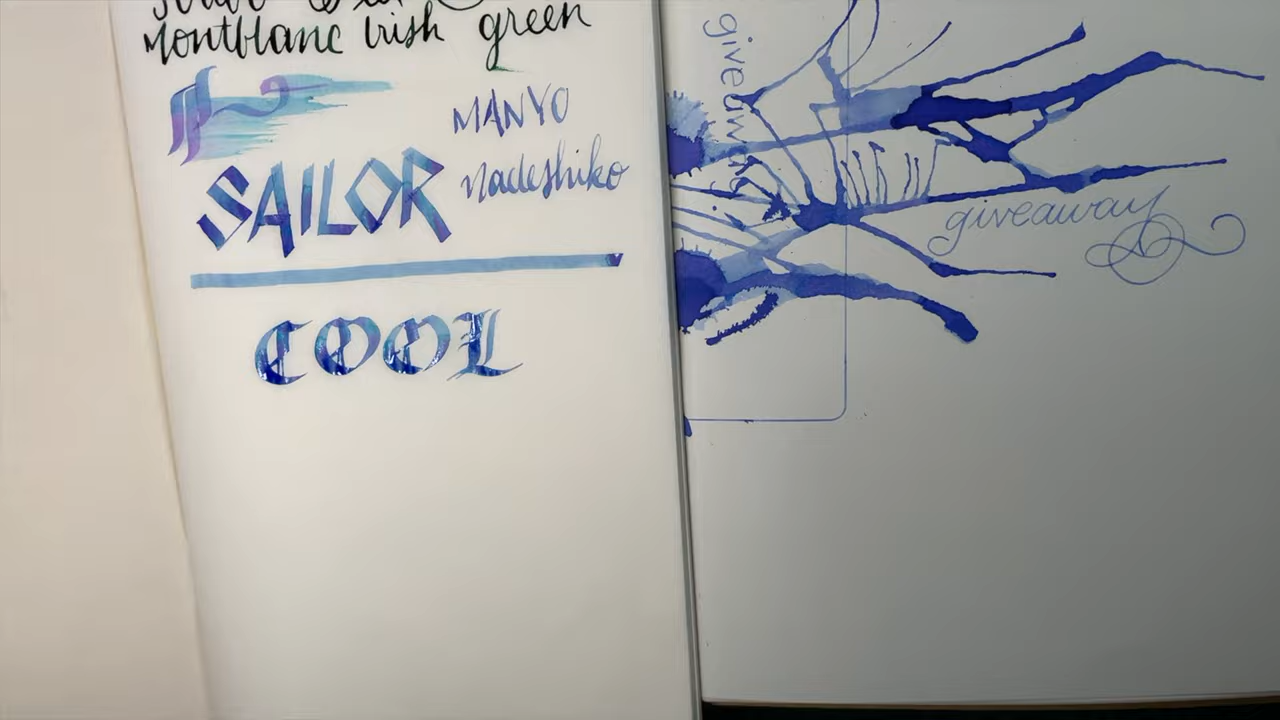 Montblanc Irish green
MANYO
SAILOR Nadeshiko
COOL
giveaway
giveaway